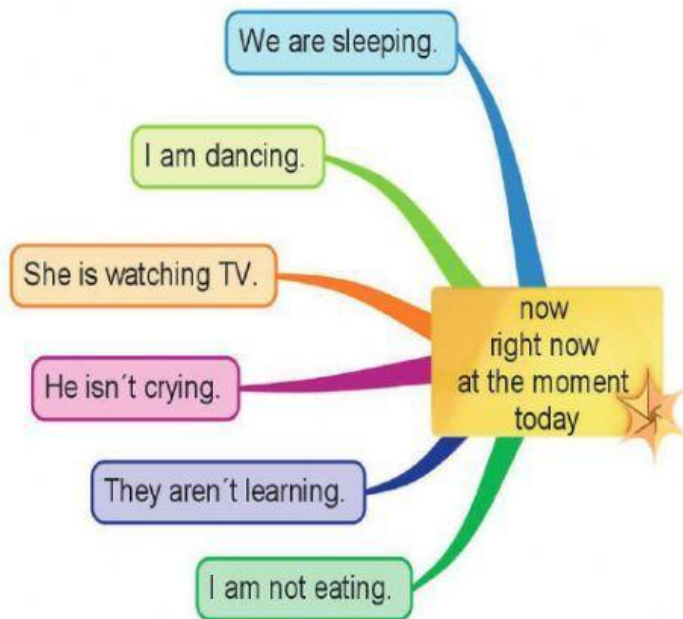 We are sleeping.
I am dancing.
She is watching TV.
He isn´t crying.
They aren´t learning.
I am not eating.
now
right now
at the moment
today